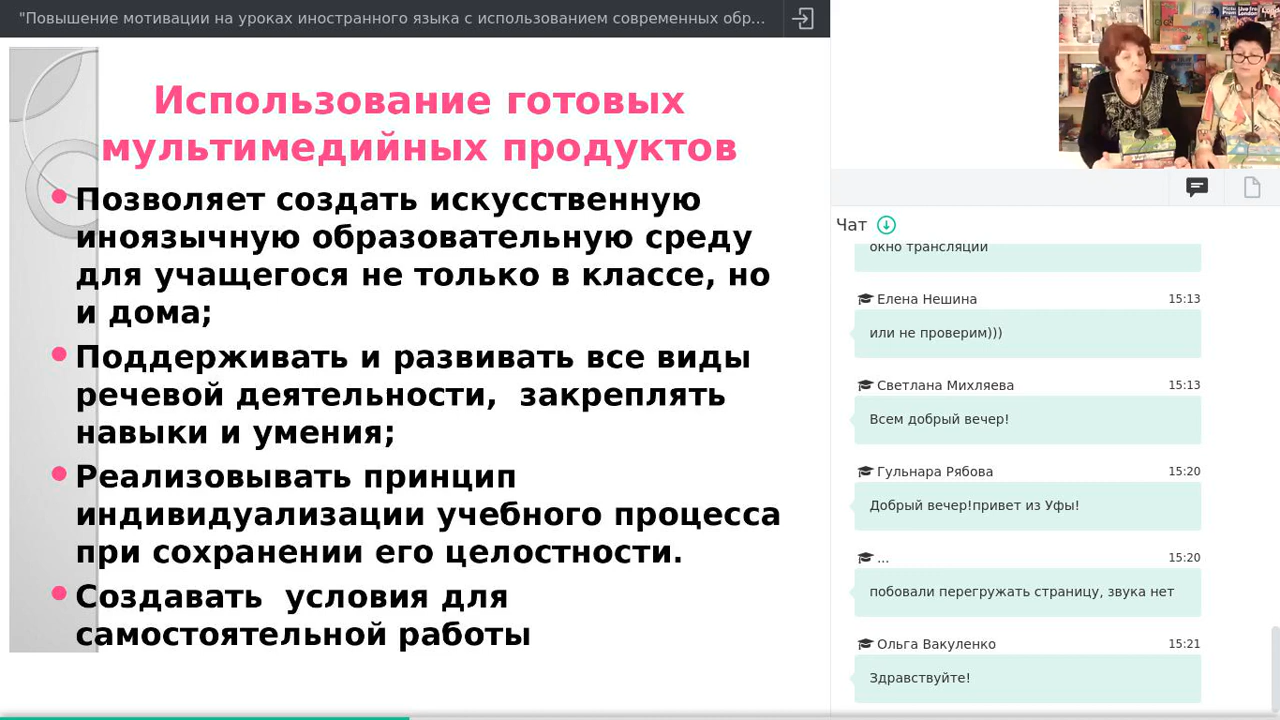 "Повышение мотивации на уроках иностранного языка с использованием современных обр...
Использование готовых
мультимедийных продуктов
Позволяет создать искусственную
иноязычную образовательную среду
для учащегося не только в классе, но
и дома;
Поддерживать и развивать все виды
речевой деятельности,  закреплять
навыки и умения;
Реализовывать принцип
индивидуализации учебного процесса
при сохранении его целостности.
Создавать  условия для
самостоятельной работы
Чат
окно трансляции
Елена Нешина 15:13
или не проверим)))
Светлана Михляева 15:13
Всем добрый вечер!
Гульнара Рябова 15:20
Добрый вечер!привет из Уфы!
... 15:20
побовали перегружать страницу, звука нет
Ольга Вакуленко 15:21
Здравствуйте!